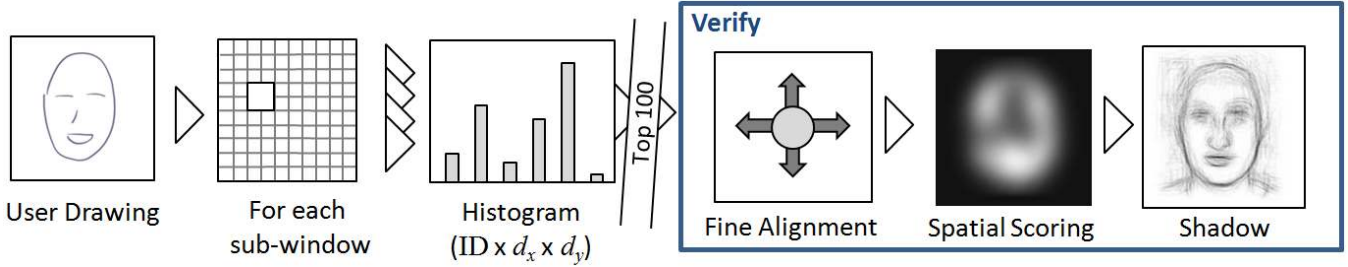 Verify
Top 100
User Drawing
For each
sub-window
Histogram
(ID x dx x dy)
Fine Alignment
Spatial Scoring
Shadow